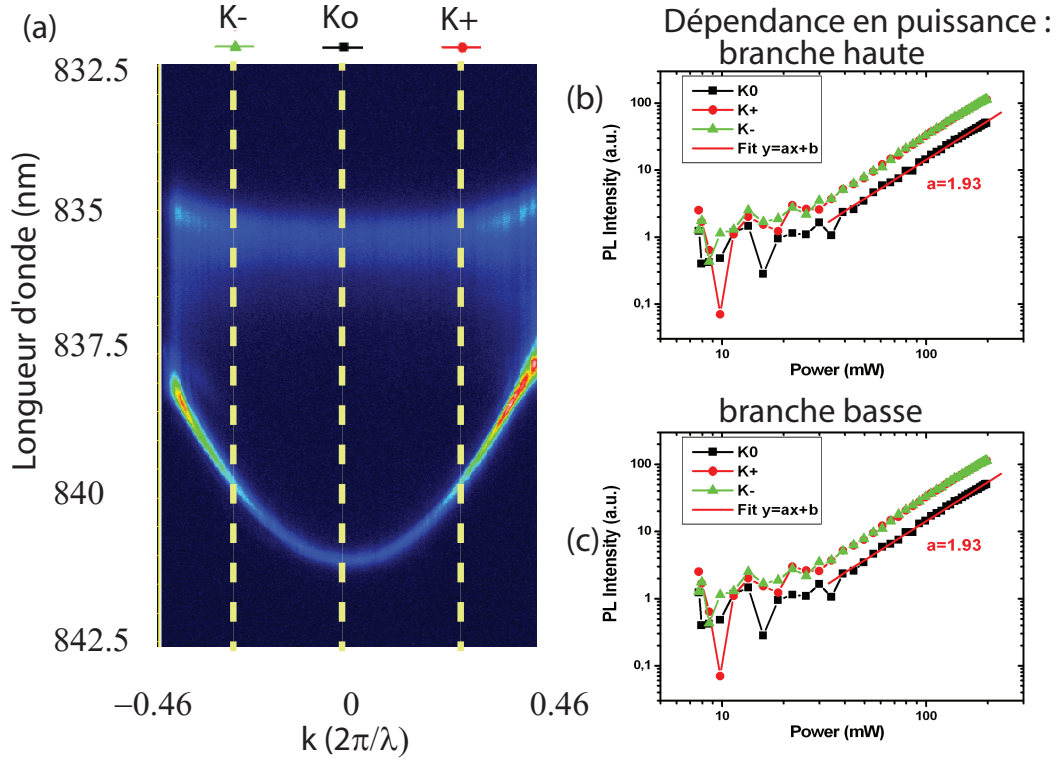 (a)
K-
Ko
K+
832.5
835
837.5
840
842.5
Longueur d'onde (nm)
−0.46
0
0.46
k (2π/λ)
Dépendance en puissance :
branche haute
(b)
K0
K+
K-
Fit y=ax+b
a=1.93
100
10
1
0,1
PL Intensity (a.u.)
10
100
Power (mW)
branche basse
(c)
K0
K+
K-
Fit y=ax+b
a=1.93
100
10
1
0,1
PL Intensity (a.u.)
10
100
Power (mW)